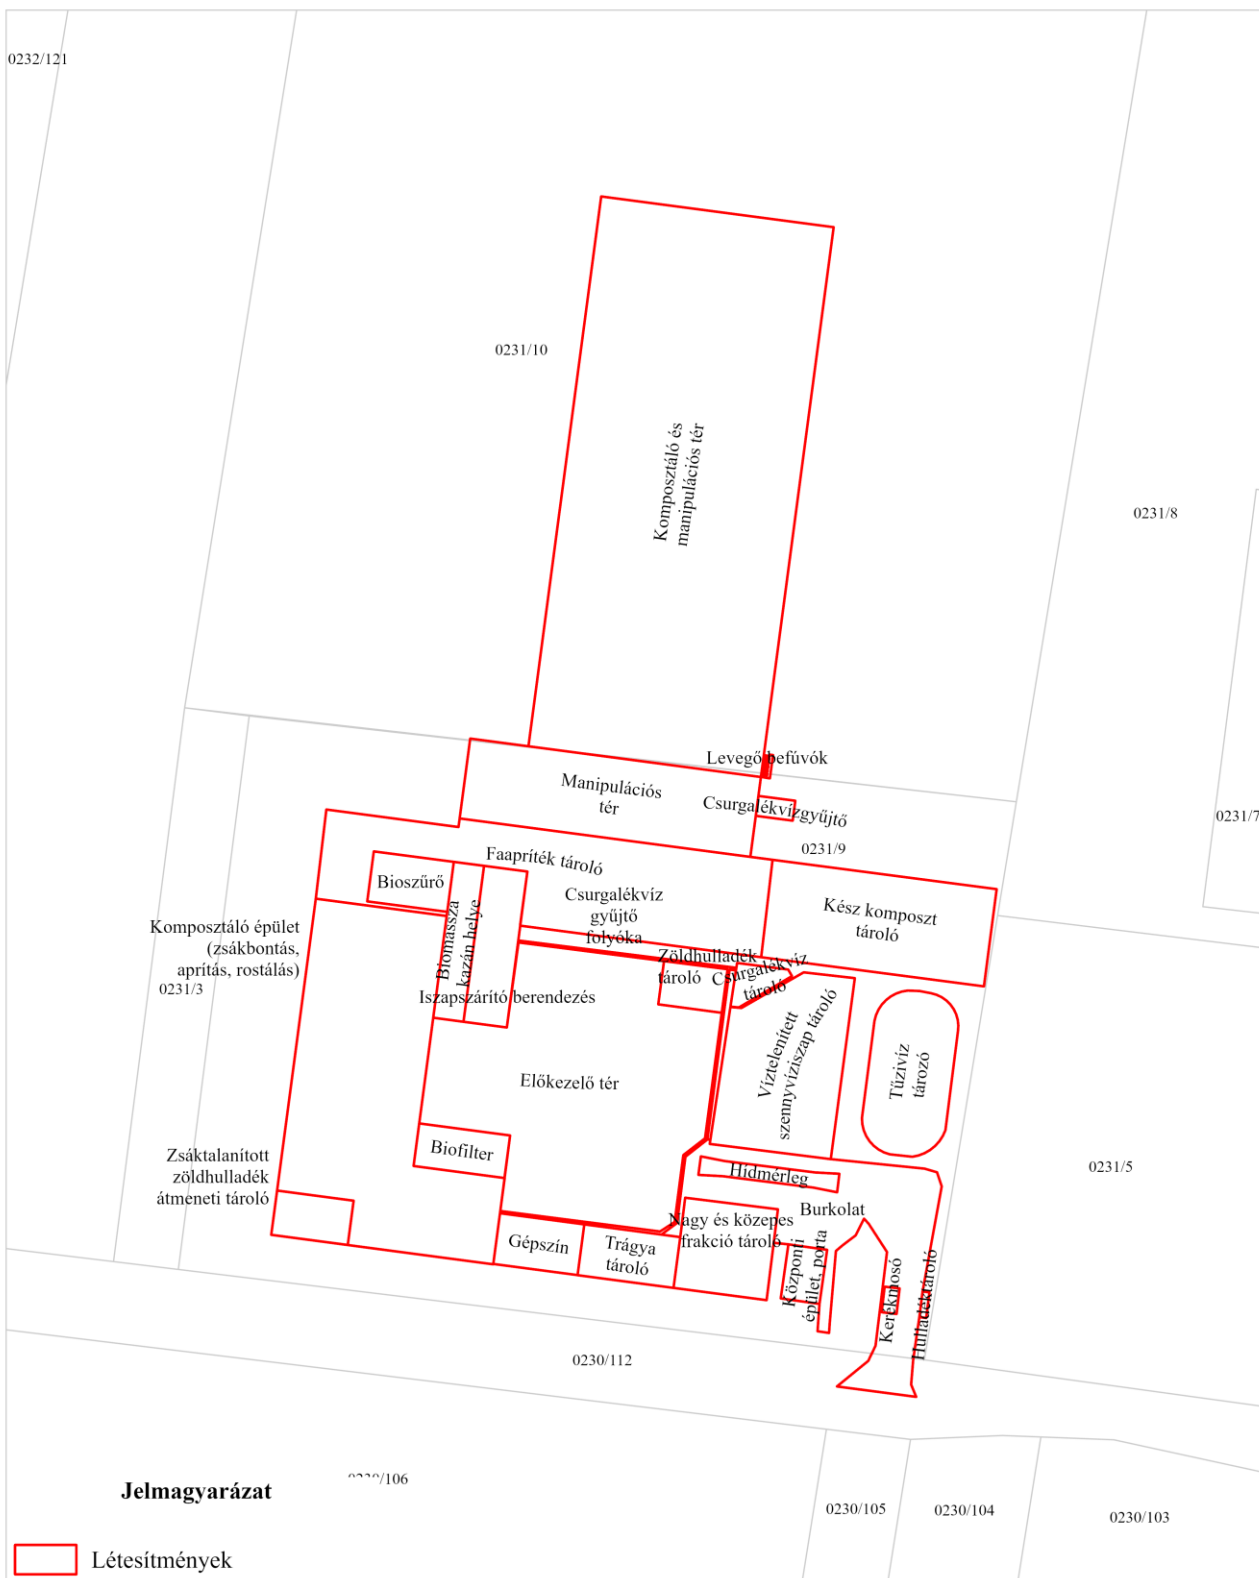 0232/121
0231/10
Komposztáló és
manipulációs tér
0231/8
Levegő befúvók
Manipulációs
tér
Csurgalékvízgyűjtő
0231/7
0231/9
Faapríték tároló
Bioszűrő
Biomassza
kazán helye
Csurgalékvíz
gyűjtő
folyóka
Kész komposzt
tároló
Komposztáló épület
(zsákbontás,
aprítás, rostálás)
0231/3
Zöldhulladék
tároló
Csurgalékvíz
tároló
Iszapszárító berendezés
Víztelenített
szennyvíziszap tároló
Tűzivíz
tározó
Előkezelő tér
Biofilter
Zsáktalanított
zöldhulladék
átmeneti tároló
0231/5
Hídmérleg
Burkolat
Nagy és közepes
frakció tároló
Gépszín
Trágya
tároló
Központi
épület, porta
Kerékmosó
Hulladéktároló
0230/112
/106
Jelmagyarázat
0230/105
0230/104
0230/103
Létesítmények